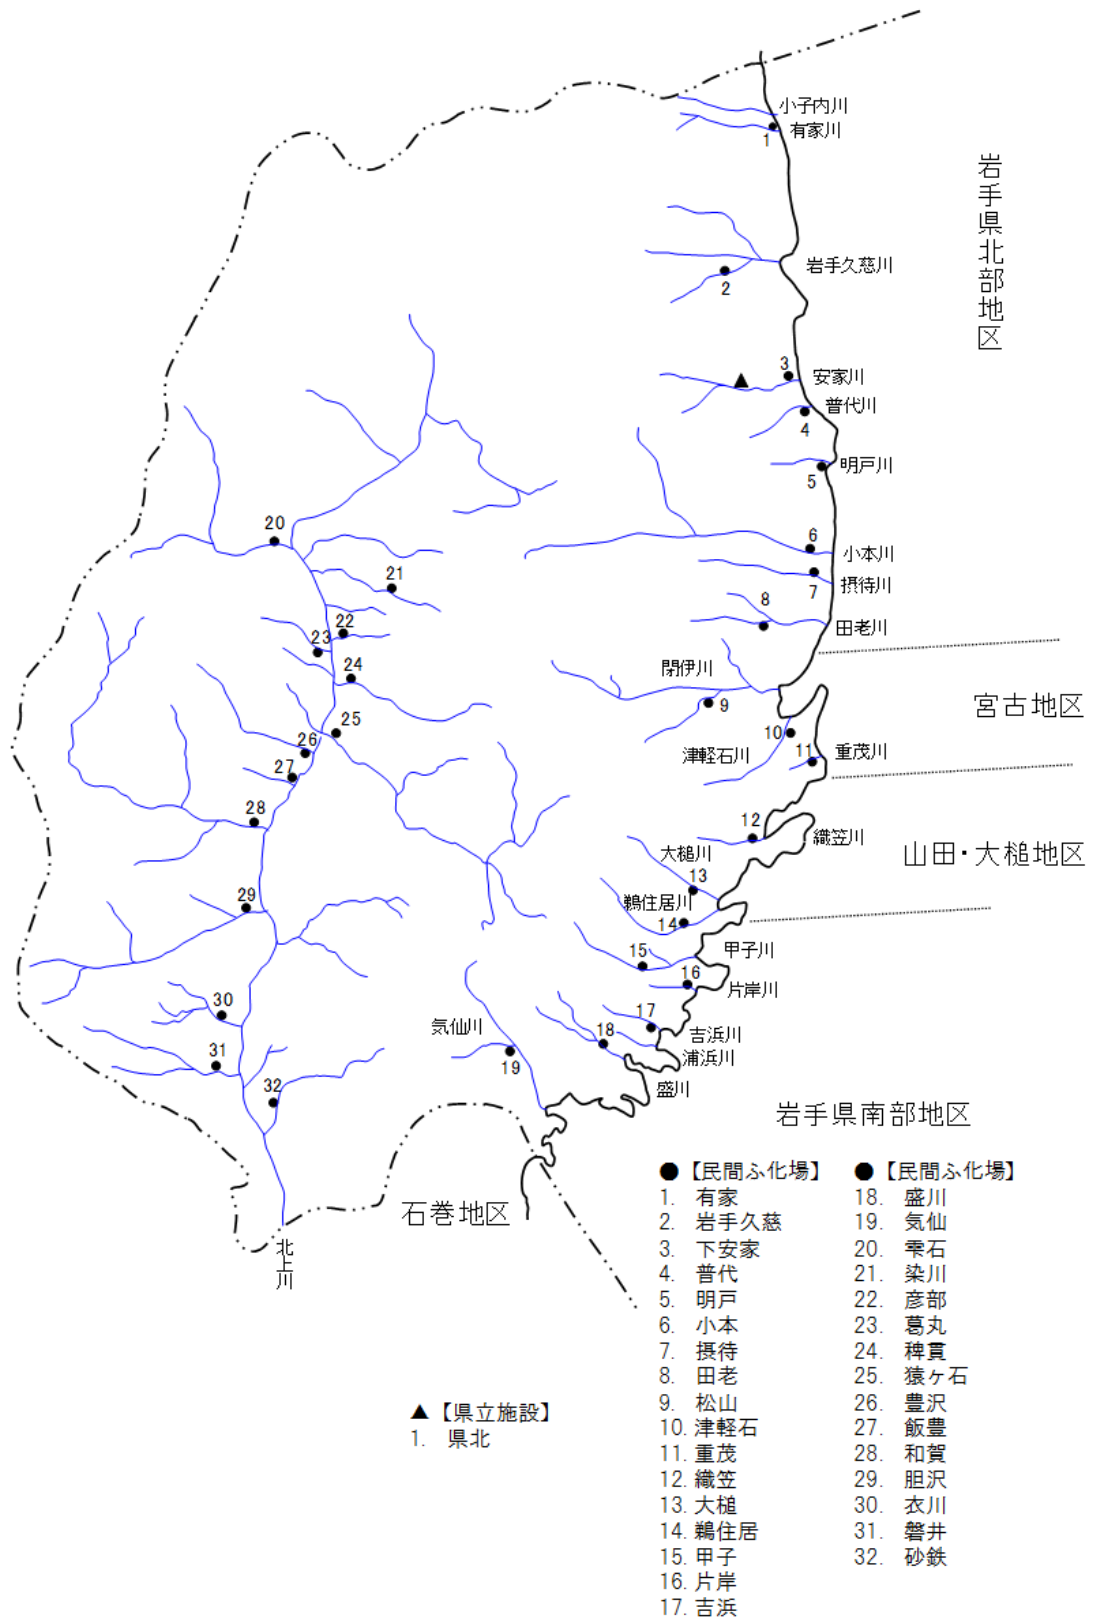 小子内川
有家川
1
岩手県北部地区
岩手久慈川
2
3
安家川
普代川
4
明戸川
5
20
6
小本川
21
7
摂待川
8
22
田老川
23
24
閉伊川
9
宮古地区
25
10
26
津軽石川
11
重茂川
27
28
12
織笠川
大槌川
山田・大槌地区
13
29
鵜住居川
14
甲子川
15
16
片岸川
30
17
気仙川
18
吉浜川
浦浜川
31
19
32
盛川
岩手県南部地区
石巻地区
北上川
●【民間ふ化場】
1. 有家
2. 岩手久慈
3. 下安家
4. 普代
5. 明戸
6. 小本
7. 摂待
8. 田老
9. 松山
10. 津軽石
11. 重茂
12. 織笠
13. 大槌
14. 鵜住居
15. 甲子
16. 片岸
17. 吉浜
●【民間ふ化場】
18. 盛川
19. 気仙
20. 雫石
21. 染川
22. 彦部
23. 葛丸
24. 稗貫
25. 猿ヶ石
26. 豊沢
27. 飯豊
28. 和賀
29. 胆沢
30. 衣川
31. 磐井
32. 砂鉄
▲【県立施設】
1. 県北